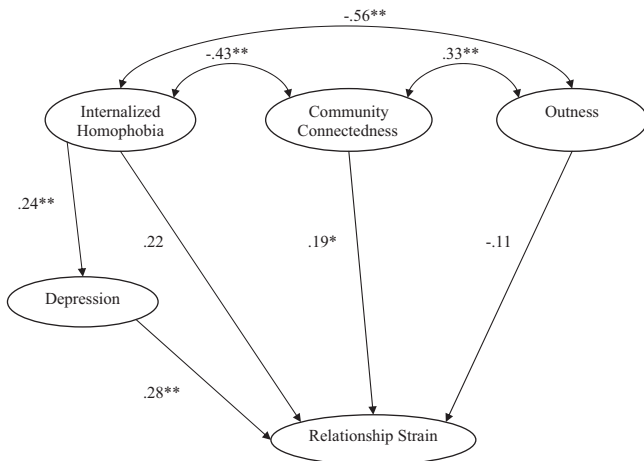 -.56**
-.43**
.33**
Internalized
Homophobia
Community
Connectedness
Outness
.24**
.22
.19*
-.11
Depression
.28**
Relationship Strain